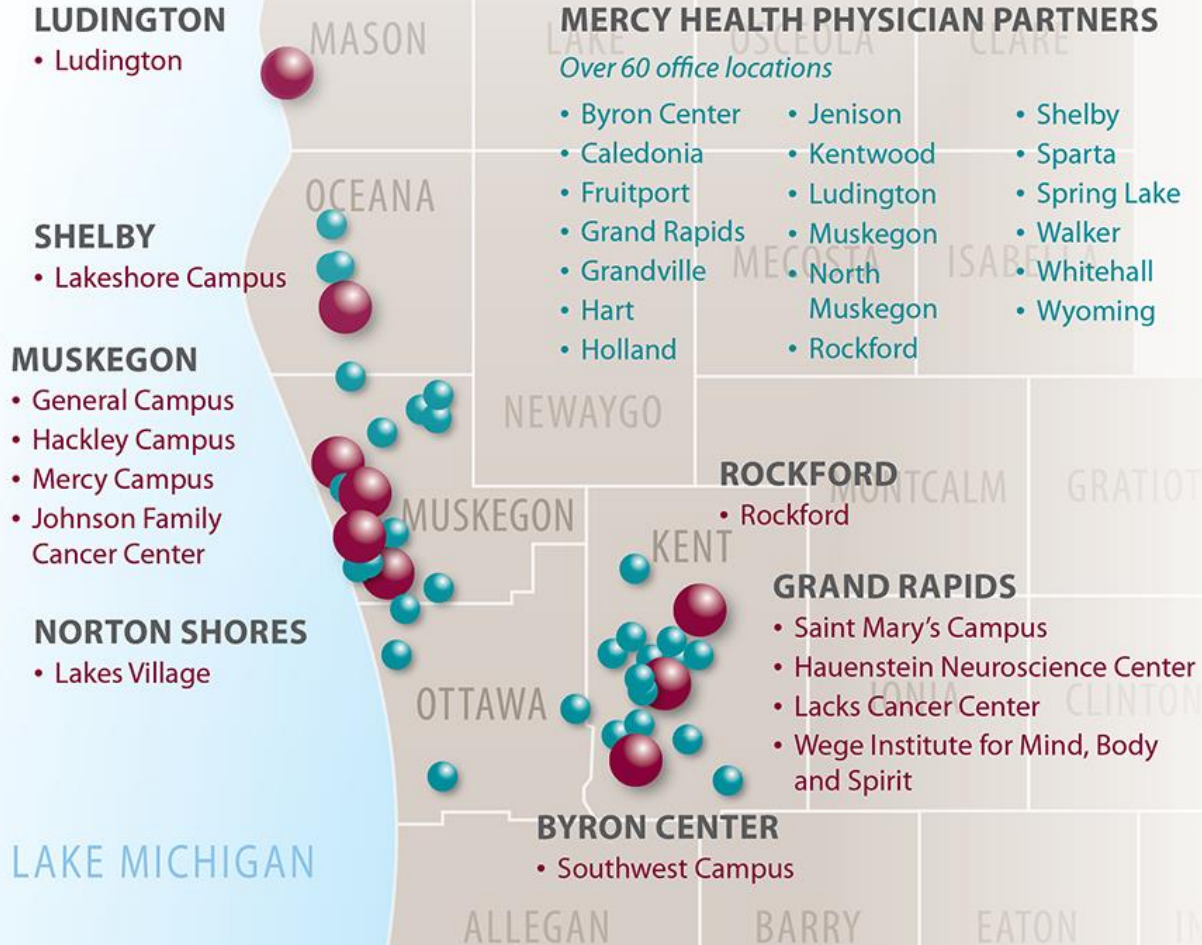 LUDINGTON
• Ludington
SHELBY
• Lakeshore Campus
MUSKEGON
• General Campus
• Hackley Campus
• Mercy Campus
• Johnson Family
Cancer Center
NORTON SHORES
• Lakes Village
LAKE MICHIGAN
MERCY HEALTH PHYSICIAN PARTNERS
Over 60 office locations
• Byron Center
• Caledonia
• Fruitport
• Grand Rapids
• Grandville
• Hart
• Holland
• Jenison
• Kentwood
• Ludington
• Muskegon
• North
Muskegon
• Rockford
• Shelby
• Sparta
• Spring Lake
• Walker
• Whitehall
• Wyoming
MASON
LAKE
OSCEOLA
CLARE
OCEANA
MECOSTA
ISABELLA
NEWAYGO
MUSKEGON
KENT
MONTCALM
GRATIOT
ROCKFORD
• Rockford
GRAND RAPIDS
• Saint Mary's Campus
• Hauenstein Neuroscience Center
• Lacks Cancer Center
• Wege Institute for Mind, Body
and Spirit
OTTAWA
IONIA
CLINTON
BYRON CENTER
• Southwest Campus
ALLEGAN
BARRY
EATON